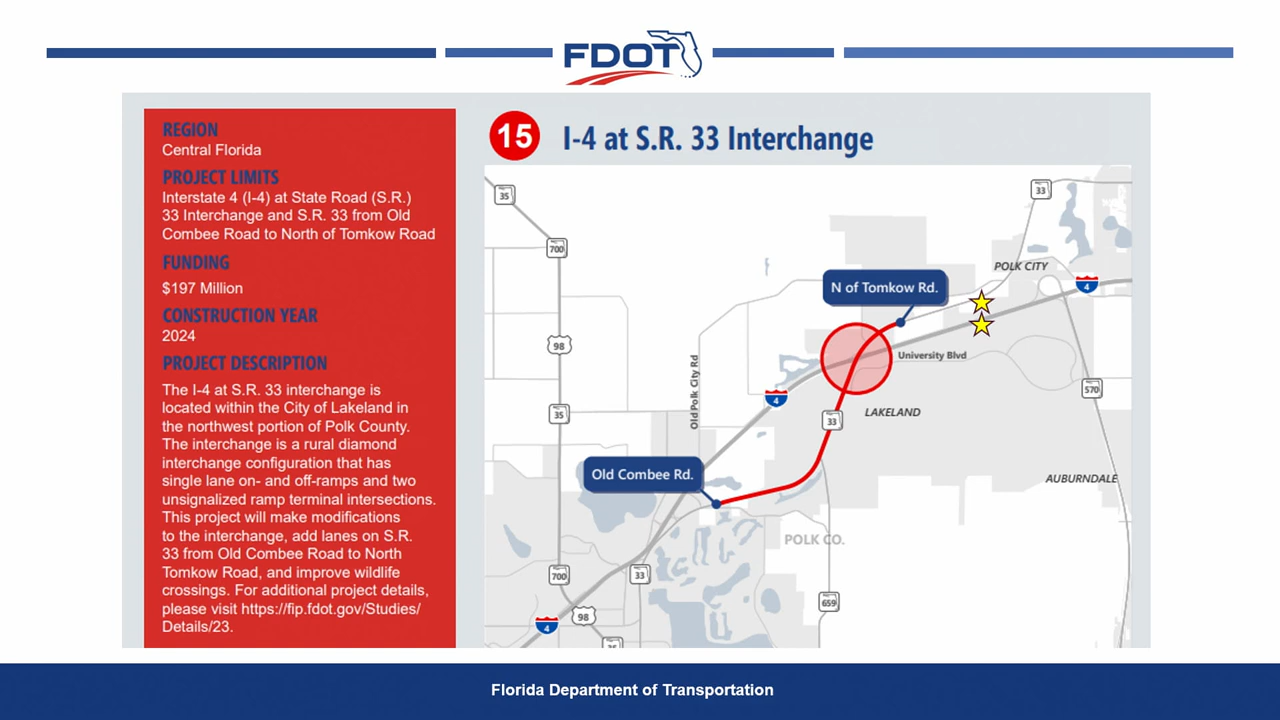 FDOT
REGION
Central Florida
PROJECT LIMITS
Interstate 4 (I-4) at State Road (S.R.)
33 Interchange and S.R. 33 from Old
Combee Road to North of Tomkow Road
FUNDING
$197 Million
CONSTRUCTION YEAR
2024
PROJECT DESCRIPTION
The I-4 at S.R. 33 interchange is
located within the City of Lakeland in
the northwest portion of Polk County.
The interchange is a rural diamond
interchange configuration that has
single lane on- and off-ramps and two
unsignalized ramp terminal intersections.
This project will make modifications
to the interchange, add lanes on S.R.
33 from Old Combee Road to North
Tomkow Road, and improve wildlife
crossings. For additional project details,
please visit https://fip.fdot.gov/Studies/
Details/23.
15 I-4 at S.R. 33 Interchange
35
33
700
POLK CITY
4
N of Tomkow Rd.
98
University Blvd
Old Polk City Rd
570
4
35
33
LAKELAND
Old Combee Rd.
AUBURNDALE
POLK CO.
700
33
659
98
4
35
Florida Department of Transportation